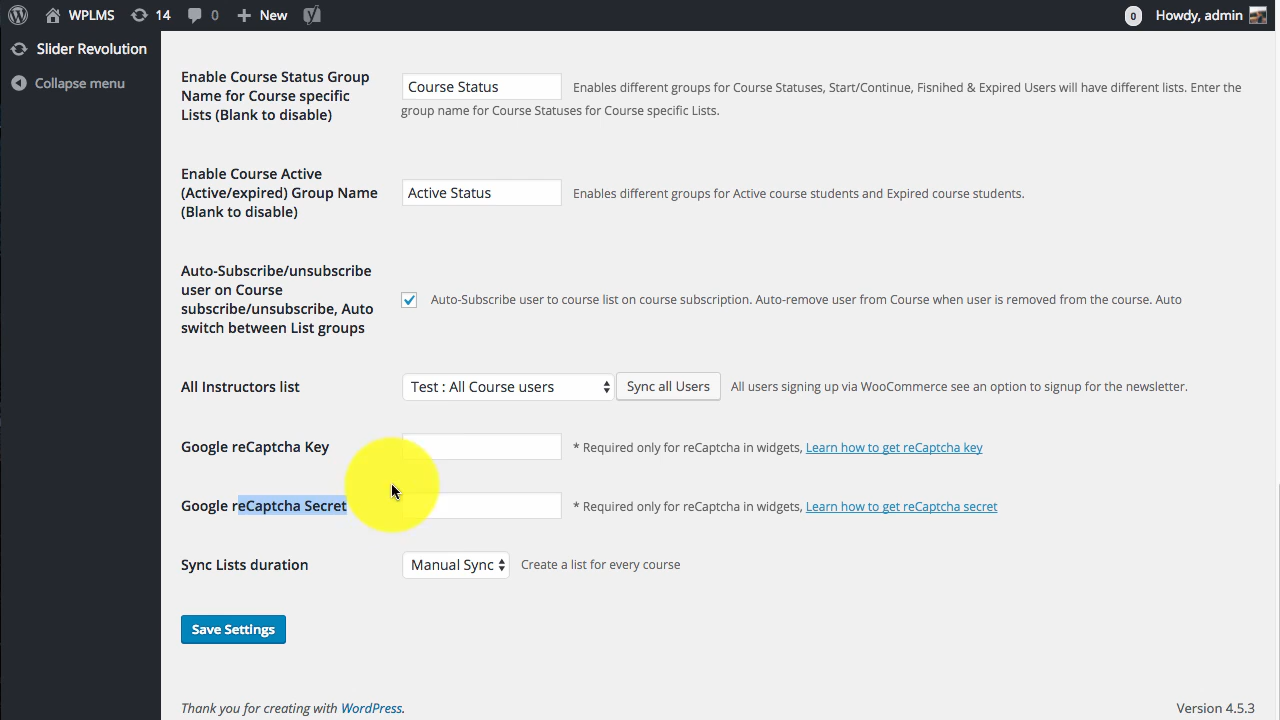 WPLMS 14 0 New 0 Howdy, admin
Slider Revolution
Collapse menu
Enable Course Status Group
Name for Course specific
Lists (Blank to disable)
Course Status
Enables different groups for Course Statuses, Start/Continue, Fisnihed & Expired Users will have different lists. Enter the
group name for Course Statuses for Course specific Lists.
Enable Course Active
(Active/expired) Group Name
(Blank to disable)
Active Status
Enables different groups for Active course students and Expired course students.
Auto-Subscribe/unsubscribe
user on Course
subscribe/unsubscribe, Auto
switch between List groups
Auto-Subscribe user to course list on course subscription. Auto-remove user from Course when user is removed from the course. Auto
All Instructors list
Test : All Course users
Sync all Users
All users signing up via WooCommerce see an option to signup for the newsletter.
Google reCaptcha Key
* Required only for reCaptcha in widgets, Learn how to get reCaptcha key
Google reCaptcha Secret
* Required only for reCaptcha in widgets, Learn how to get reCaptcha secret
Sync Lists duration
Manual Sync
Create a list for every course
Save Settings
Thank you for creating with WordPress.
Version 4.5.3